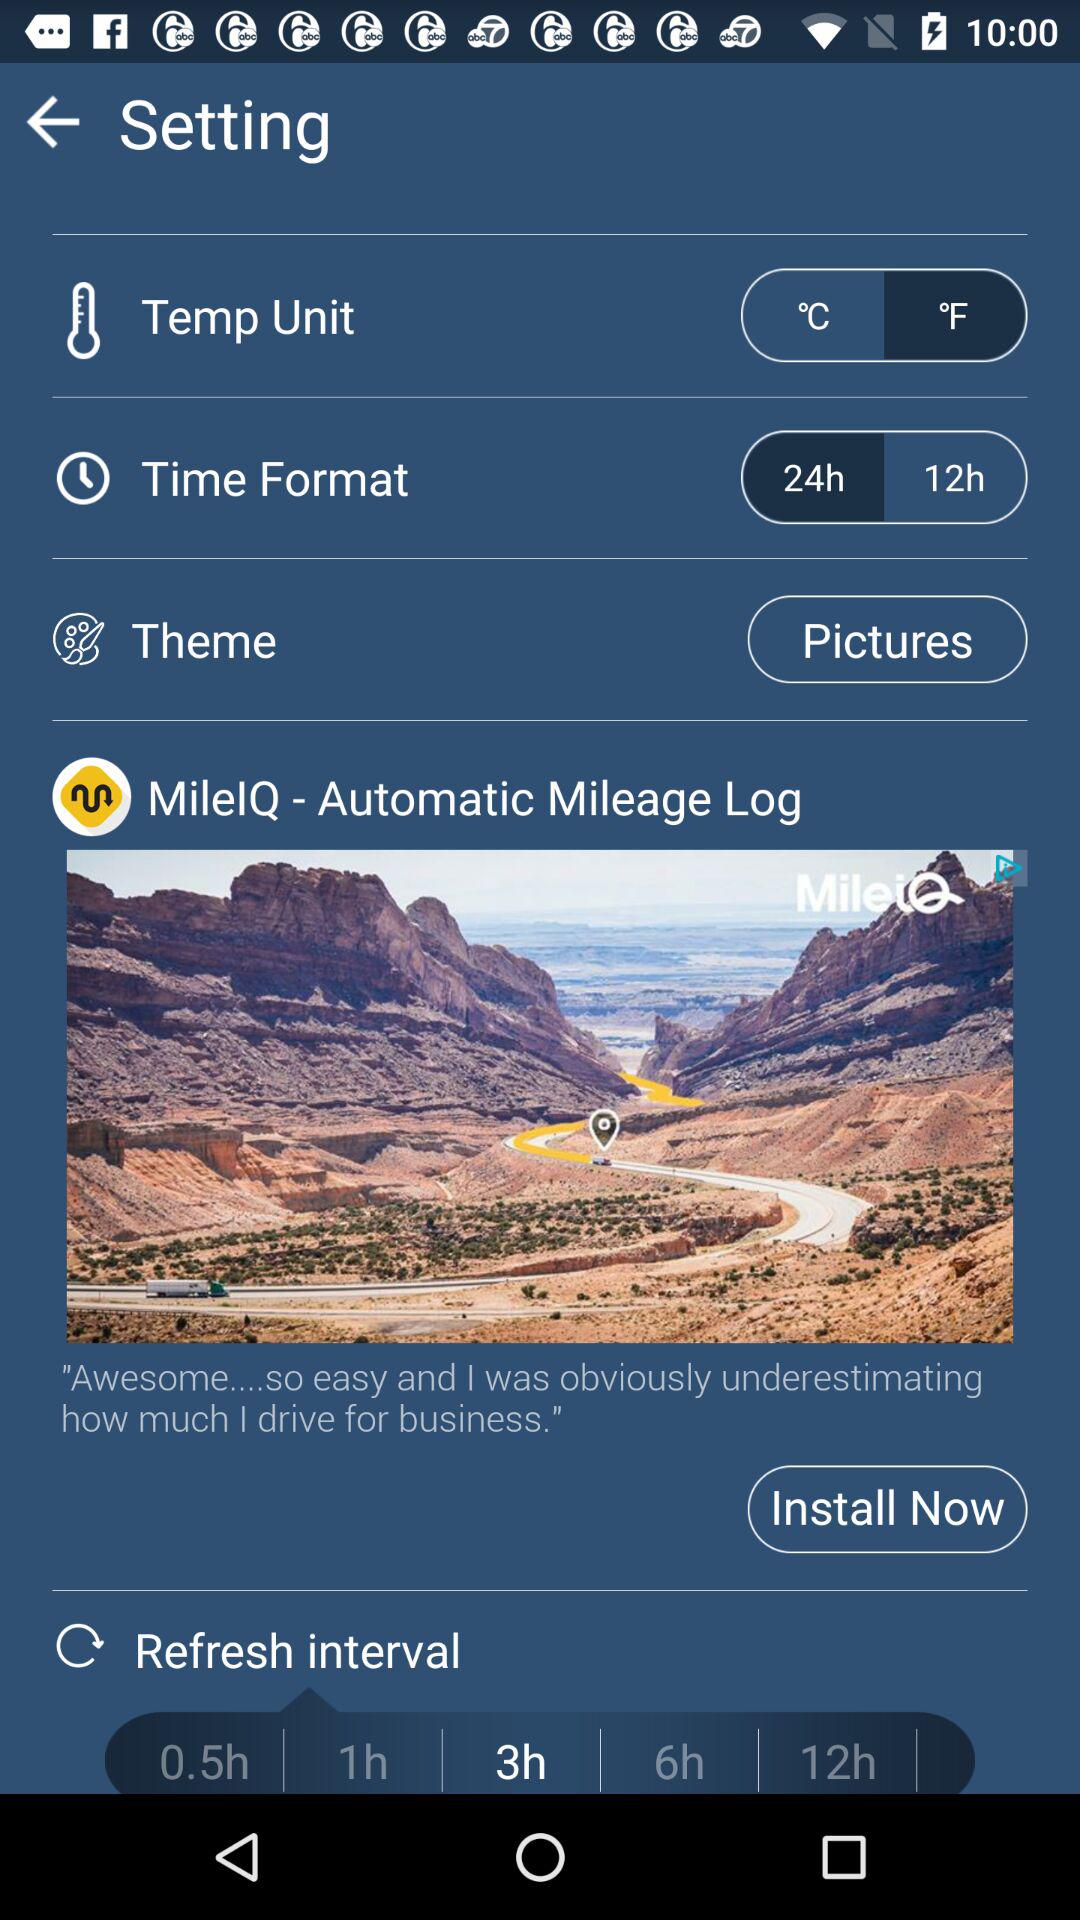 10:00
Setting
Temp Unit
°C
°F
Time Format
24h
12h
Theme
Pictures
MileIQ - Automatic Mileage Log
MileiQ
"Awesome....so easy and I was obviously underestimating
how much I drive for business."
Install Now
Refresh interval
0.5h
1h
3h
6h
12h